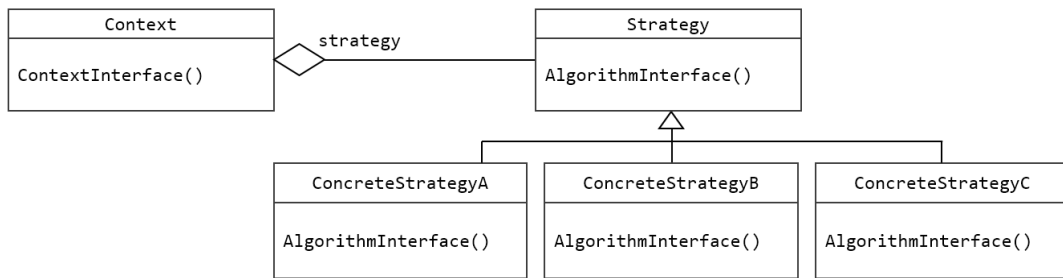 Context
ContextInterface()
strategy
Strategy
AlgorithmInterface()
ConcreteStrategyA
AlgorithmInterface()
ConcreteStrategyB
AlgorithmInterface()
ConcreteStrategyC
AlgorithmInterface()